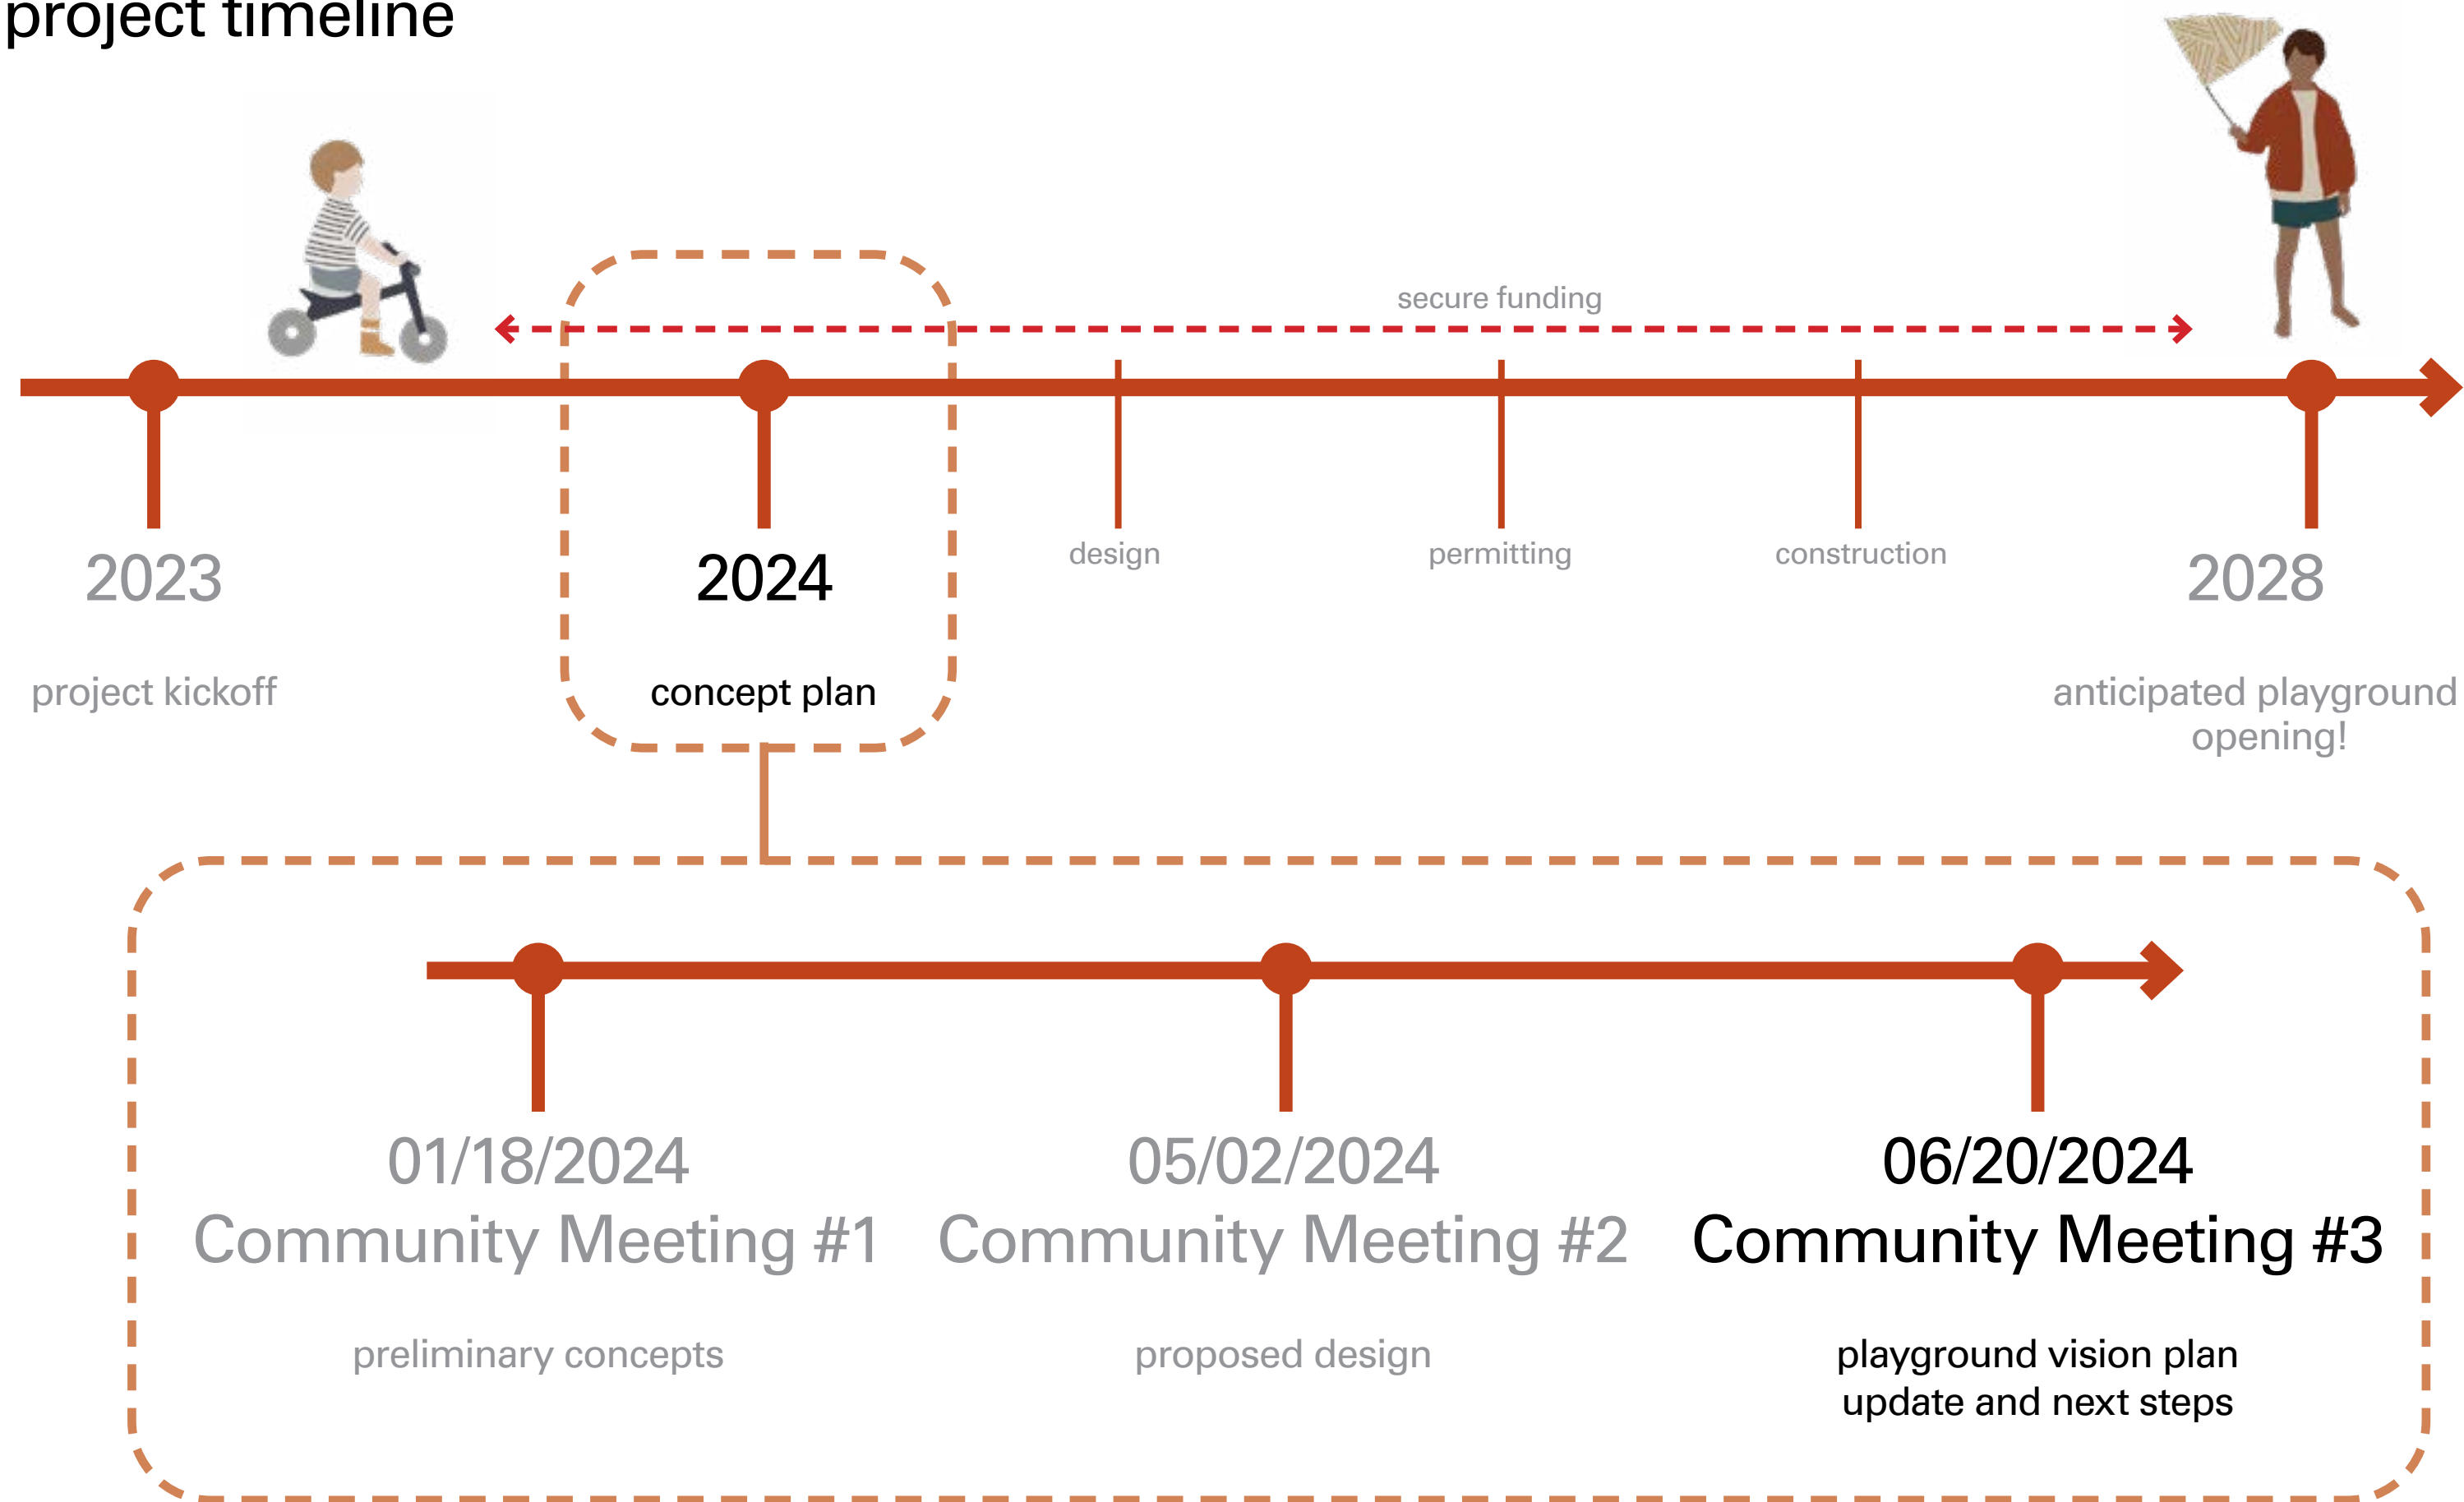 project timeline
secure funding
2023
2024
design
permitting
construction
2028
project kickoff
concept plan
anticipated playground
opening!
01/18/2024
Community Meeting #1
preliminary concepts
05/02/2024
Community Meeting #2
proposed design
06/20/2024
Community Meeting #3
playground vision plan
update and next steps